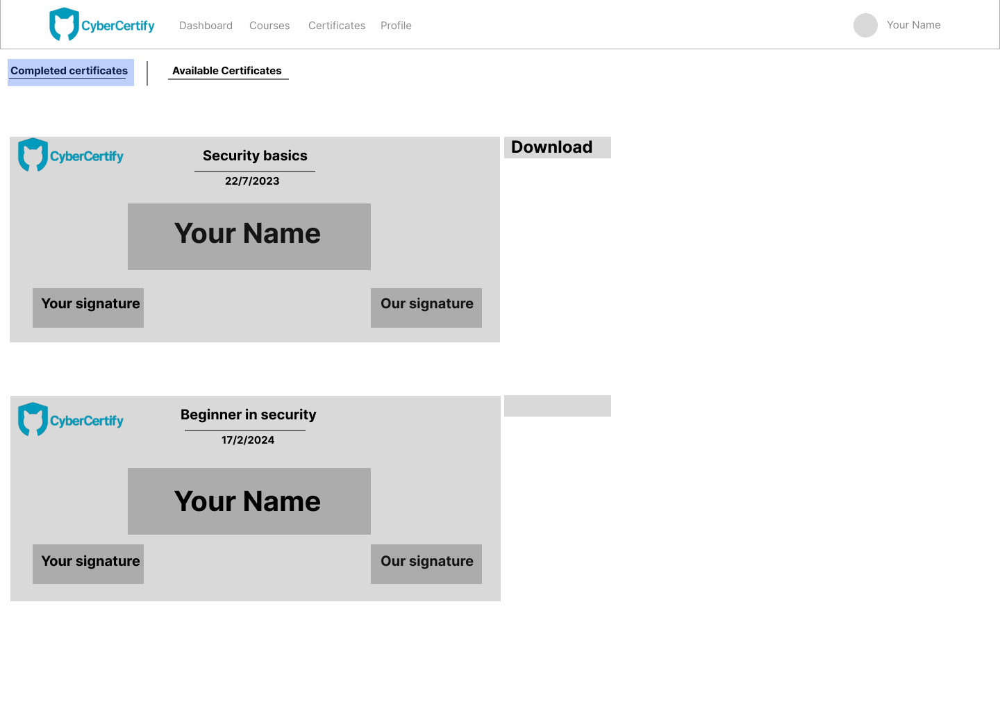 CyberCertify Dashboard Courses Certificates Profile Your Name
Completed certificates Available Certificates
CyberCertify
Security basics
22/7/2023
Your Name
Your signature Our signature
Download
CyberCertify
Beginner in security
17/2/2024
Your Name
Your signature Our signature